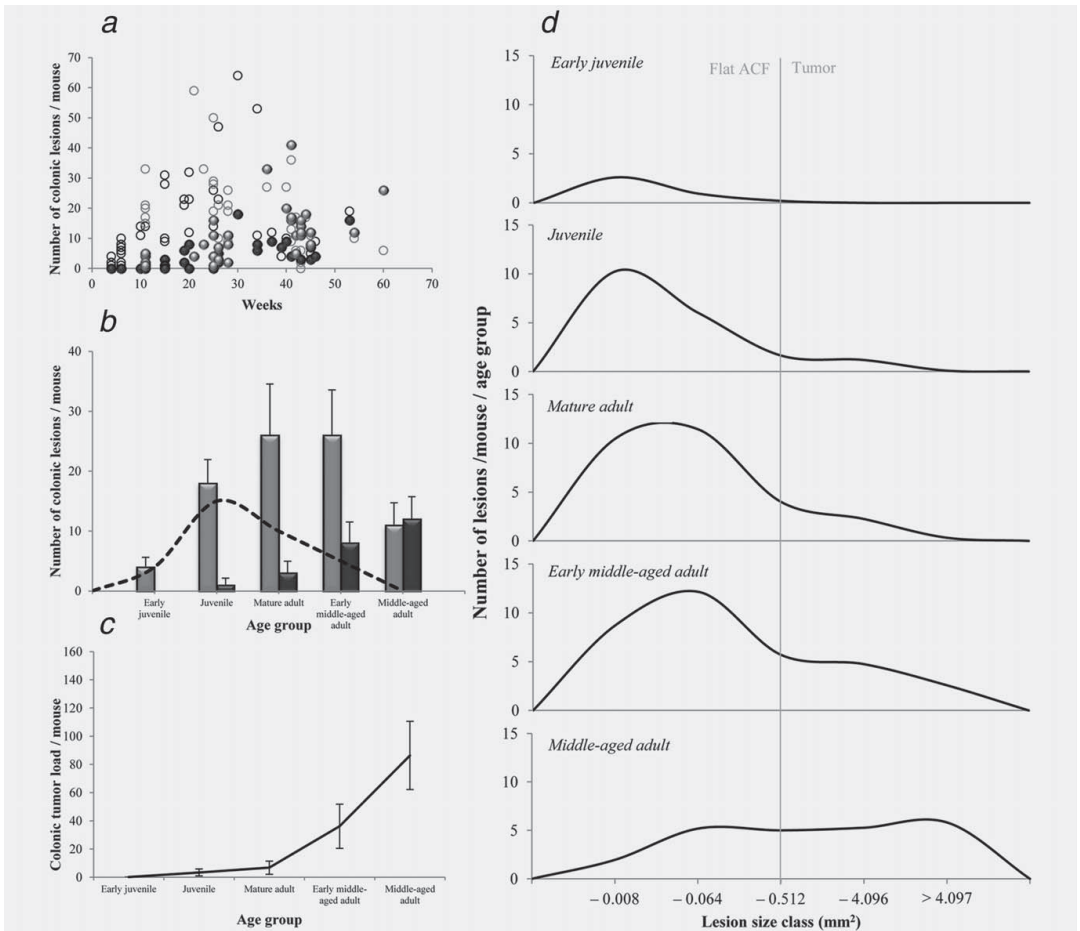 a
70
60
50
40
30
20
10
0
0 10 20 30 40 50 60 70
Number of colonic lesions / mouse
Weeks
b
40
30
20
10
0
Number of colonic lesions / mouse
Early juvenile
Juvenile
Mature adult
Early middle-aged adult
Middle-aged adult
Age group
c
160
140
120
100
80
60
40
20
0
Colonic tumor load / mouse
Early juvenile
Juvenile
Mature adult
Early middle-
aged adult
Middle-aged
adult
Age group
d
Number of lesions /mouse / age group
15
10
5
0
Early juvenile
Flat ACF
Tumor
15
10
5
0
Juvenile
15
10
5
0
Mature adult
15
10
5
0
Early middle-aged adult
15
10
5
0
Middle-aged adult
– 0.008 – 0.064 – 0.512 – 4.096 > 4.097
Lesion size class (mm²)